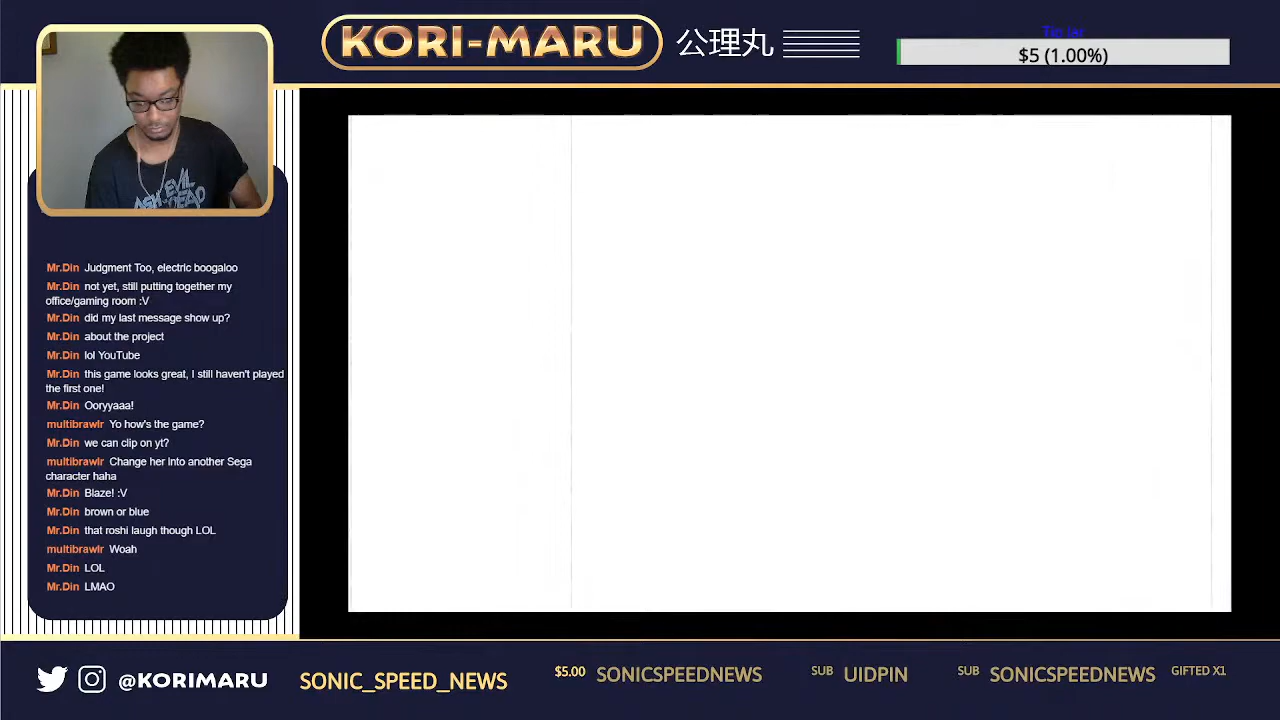 KORI-MARU 公理丸
Tip jar
$5 (1.00%)
EVIL
DEAD
Mr.Din Judgment Too, electric boogaloo
Mr.Din not yet, still putting together my
office/gaming room :V
Mr.Din did my last message show up?
Mr.Din about the project
Mr.Din lol YouTube
Mr.Din this game looks great, I still haven't played
the first one!
Mr.Din Ooryyaaa!
multibrawlr Yo how's the game?
Mr.Din we can clip on yt?
multibrawlr Change her into another Sega
character haha
Mr.Din Blaze! :V
Mr.Din brown or blue
Mr.Din that roshi laugh though LOL
multibrawlr Woah
Mr.Din LOL
Mr.Din LMAO
@KORIMARU SONIC_SPEED_NEWS $5.00 SONICSPEEDNEWS SUB UIDPIN SUB SONICSPEEDNEWS GIFTED X1